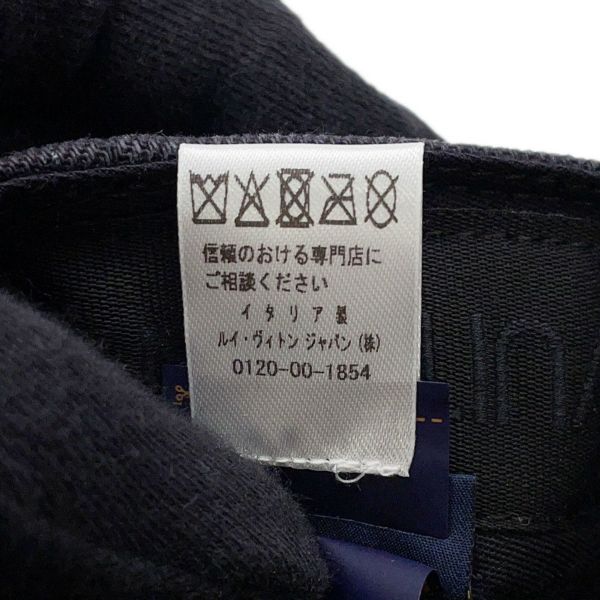 信頼のおける専門店に
ご相談ください
イタリア製
ルイ・ヴィトン ジャパン (株)
0120-00-1854